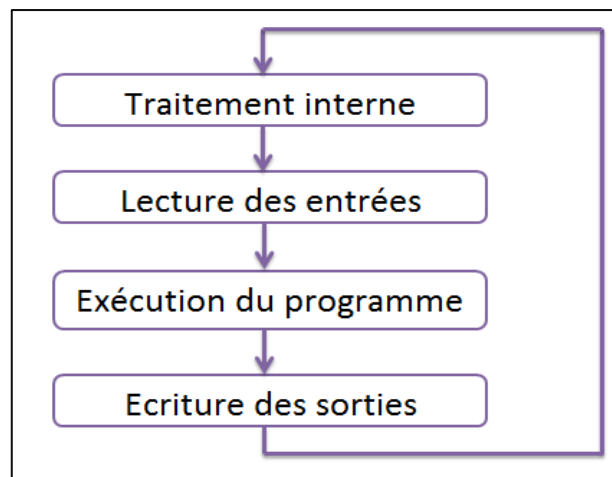 Traitement interne
Lecture des entrées
Exécution du programme
Ecriture des sorties